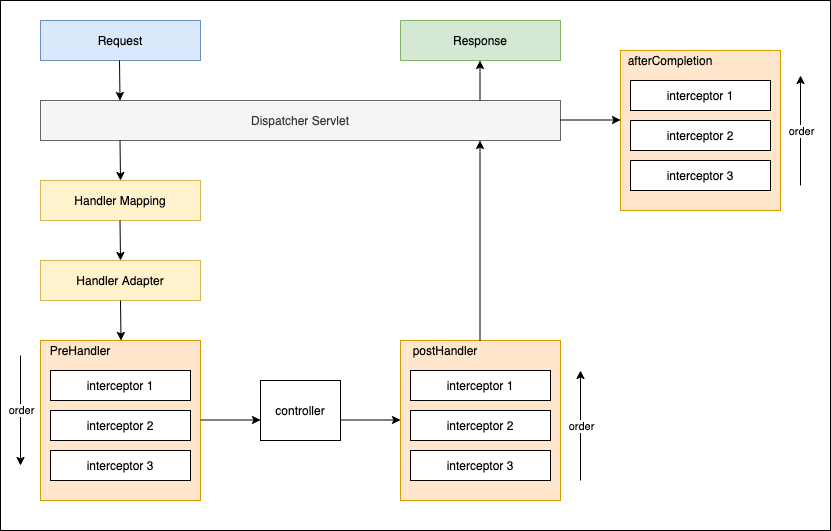 Request
Response
Dispatcher Servlet
afterCompletion
interceptor 1
interceptor 2
interceptor 3
order
Handler Mapping
Handler Adapter
PreHandler
interceptor 1
interceptor 2
interceptor 3
order
controller
postHandler
interceptor 1
interceptor 2
interceptor 3
order